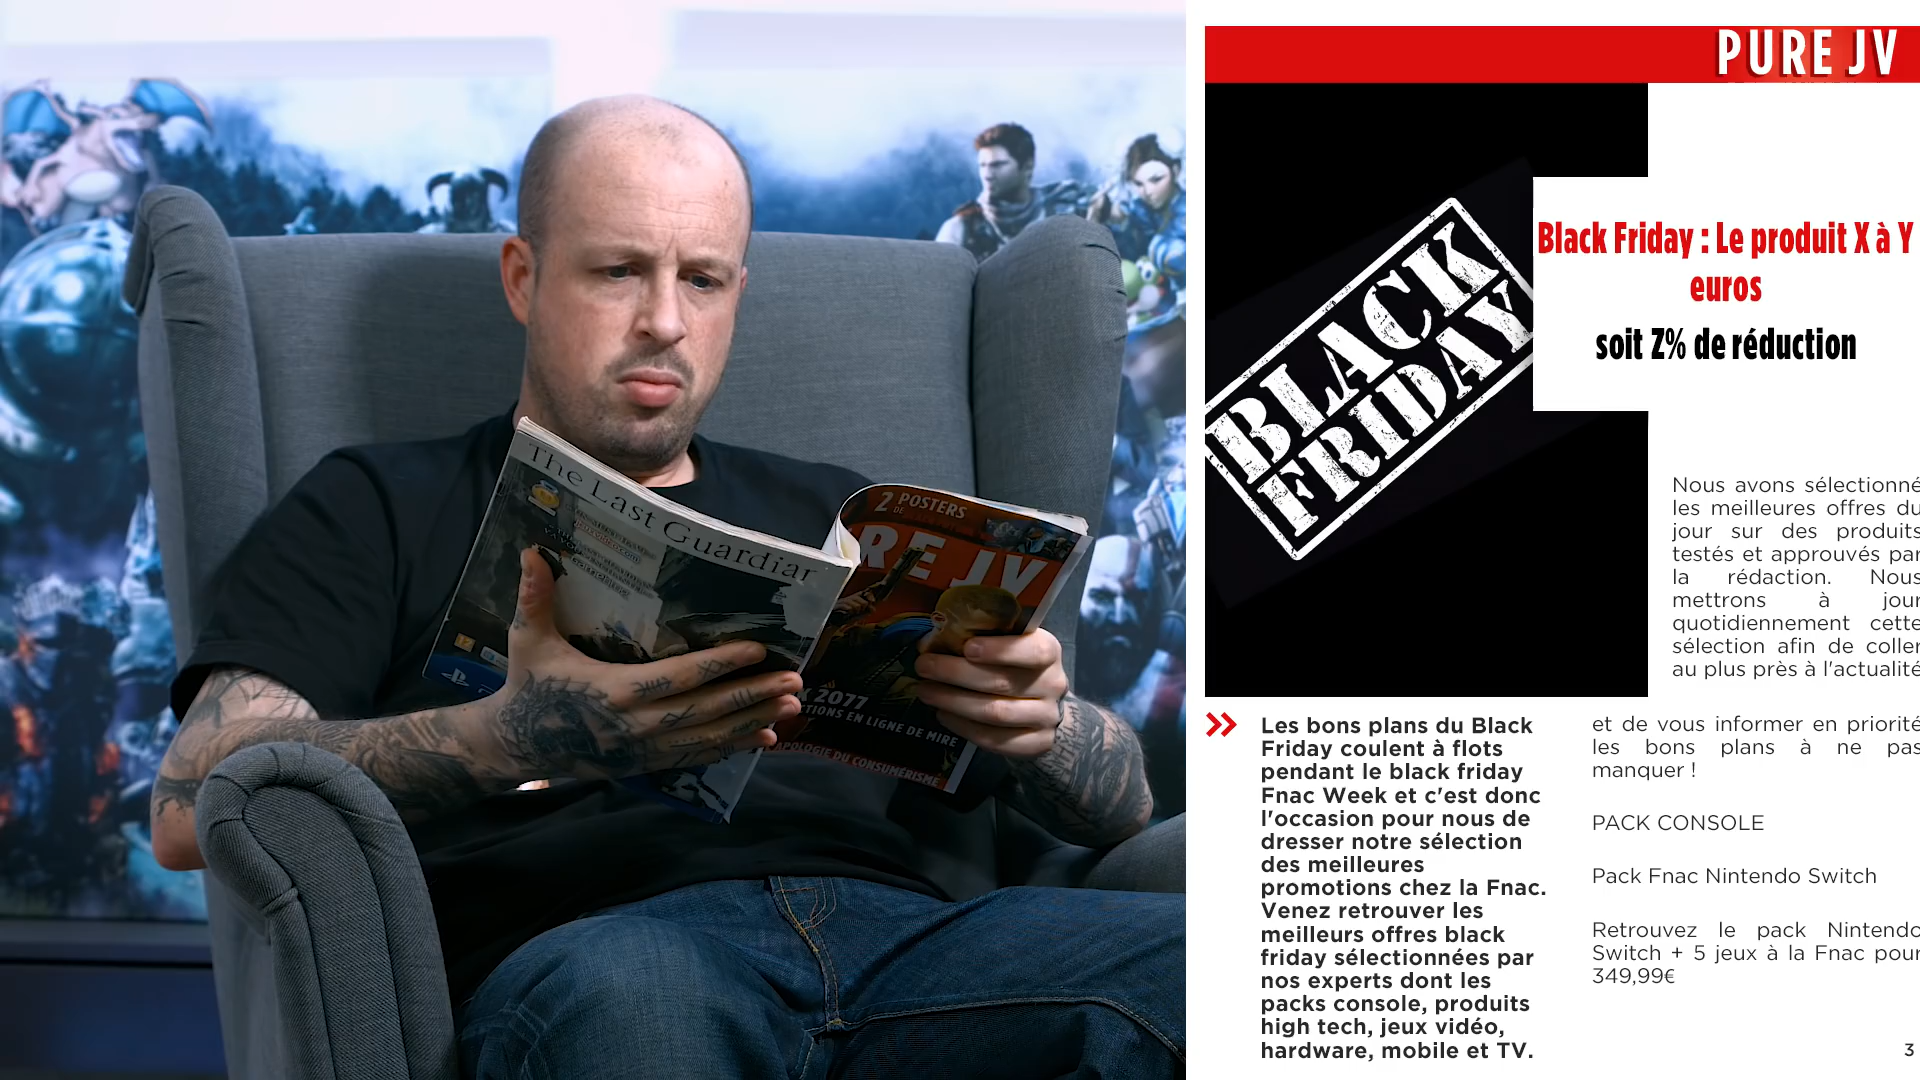 The Last Guardian
2 POSTERS
DE
RE JV
X 2077
CTIONS EN LIGNE DE MIRE
APOLOGIE DU CONSUMÉRISME
12
PURE JV
BLACK
FRIDAY
Black Friday : Le produit X à Y
euros
soit Z% de réduction
Nous avons sélectionné
les meilleures offres du
jour sur des produits
testés et approuvés par
la rédaction. Nous
mettrons à jour
quotidiennement cette
sélection afin de coller
au plus près à l'actualité
Les bons plans du Black
Friday coulent à flots
pendant le black friday
Fnac Week et c'est donc
l'occasion pour nous de
dresser notre sélection
des meilleures
promotions chez la Fnac.
Venez retrouver les
meilleurs offres black
friday sélectionnées par
nos experts dont les
packs console, produits
high tech, jeux vidéo,
hardware, mobile et TV.
et de vous informer en priorité
les bons plans à ne pas
manquer !
PACK CONSOLE
Pack Fnac Nintendo Switch
Retrouvez le pack Nintendo
Switch + 5 jeux à la Fnac pour
349,99€
3